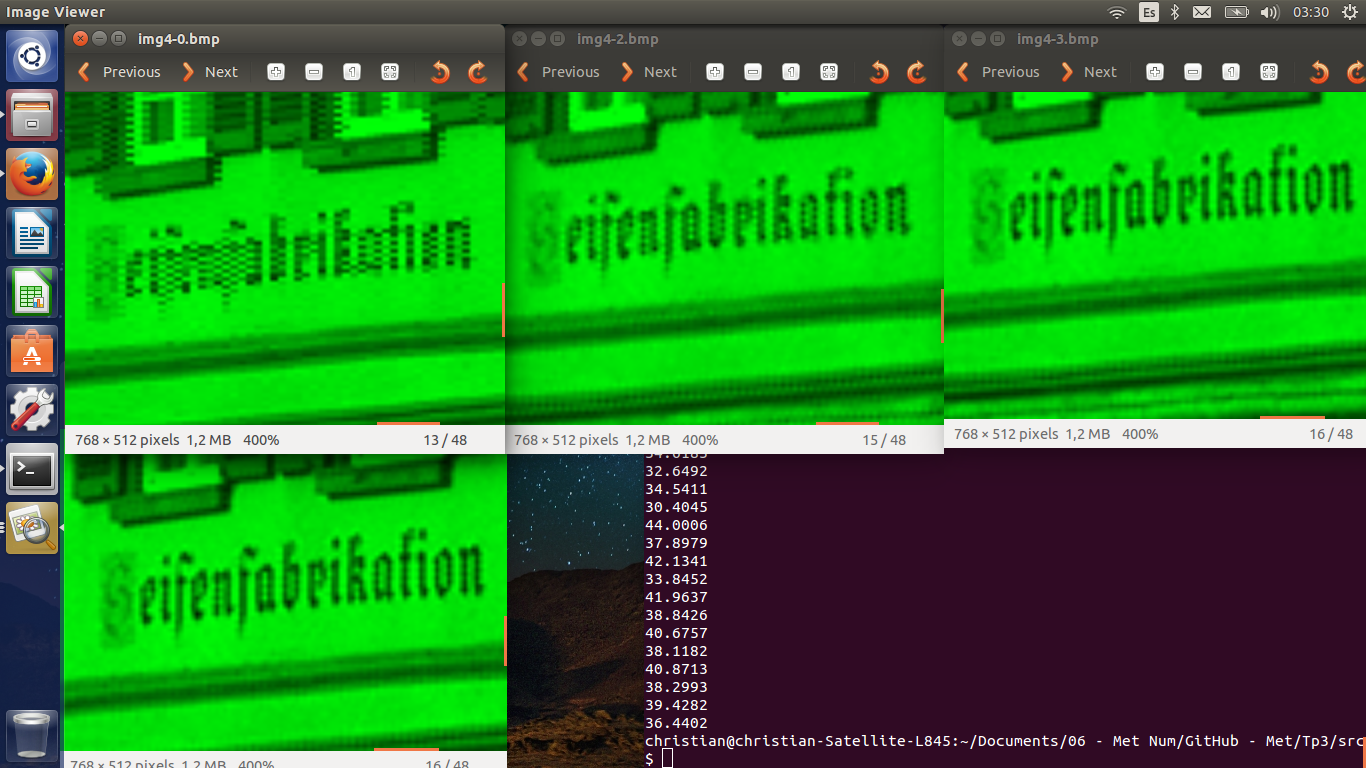 Image Viewer
Es
03:30
img4-0.bmp
img4-2.bmp
img4-3.bmp
Previous Next
Previous Next
Previous Next
Seifenfabrikation
Seifenfabrikation
Seifenfabrikation
768 × 512 pixels 1,2 MB 400% 13 / 48
768 × 512 pixels 1,2 MB 400% 15 / 48
768 × 512 pixels 1,2 MB 400% 16 / 48
Seifenfabrikation
768 × 512 pixels 1,2 MB 400% 16 / 48
32.6492
34.5411
30.4045
44.0006
37.8979
42.1341
33.8452
41.9637
38.8426
40.6757
38.1182
40.8713
38.2993
39.4282
36.4402
christian@christian-Satellite-L845:~/Documents/06 - Met Num/GitHub - Met/Tp3/src
$